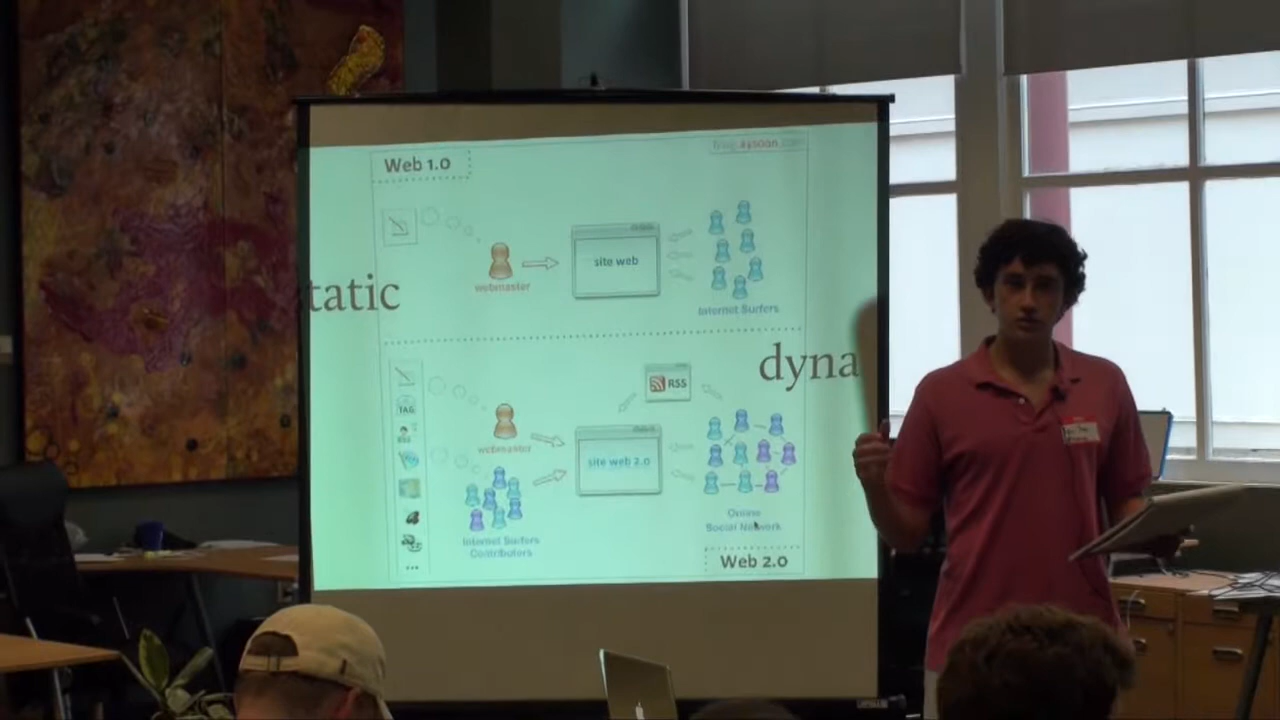 Web 1.0
site web
webmaster
Internet Surfers
tatic
dyna
RSS
TAG
webmaster
site web 2.0
Internet Surfers
Contributors
Online
Social Network
Web 2.0